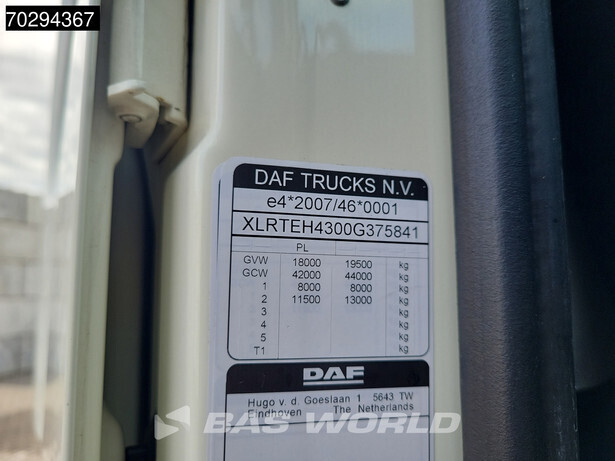 70294367
DAF TRUCKS N.V.
e4*2007/46*0001
XLRTEH4300G375841
PL
GVW 18000 19500 kg
GCW 42000 44000 kg
1 8000 8000 kg
2 11500 13000 kg
3 kg
4 kg
5 kg
T1 kg
DAF
Hugo v. d. Goeslaan 1 5643 TW
Eindhoven The Netherlands
BAS WORLD